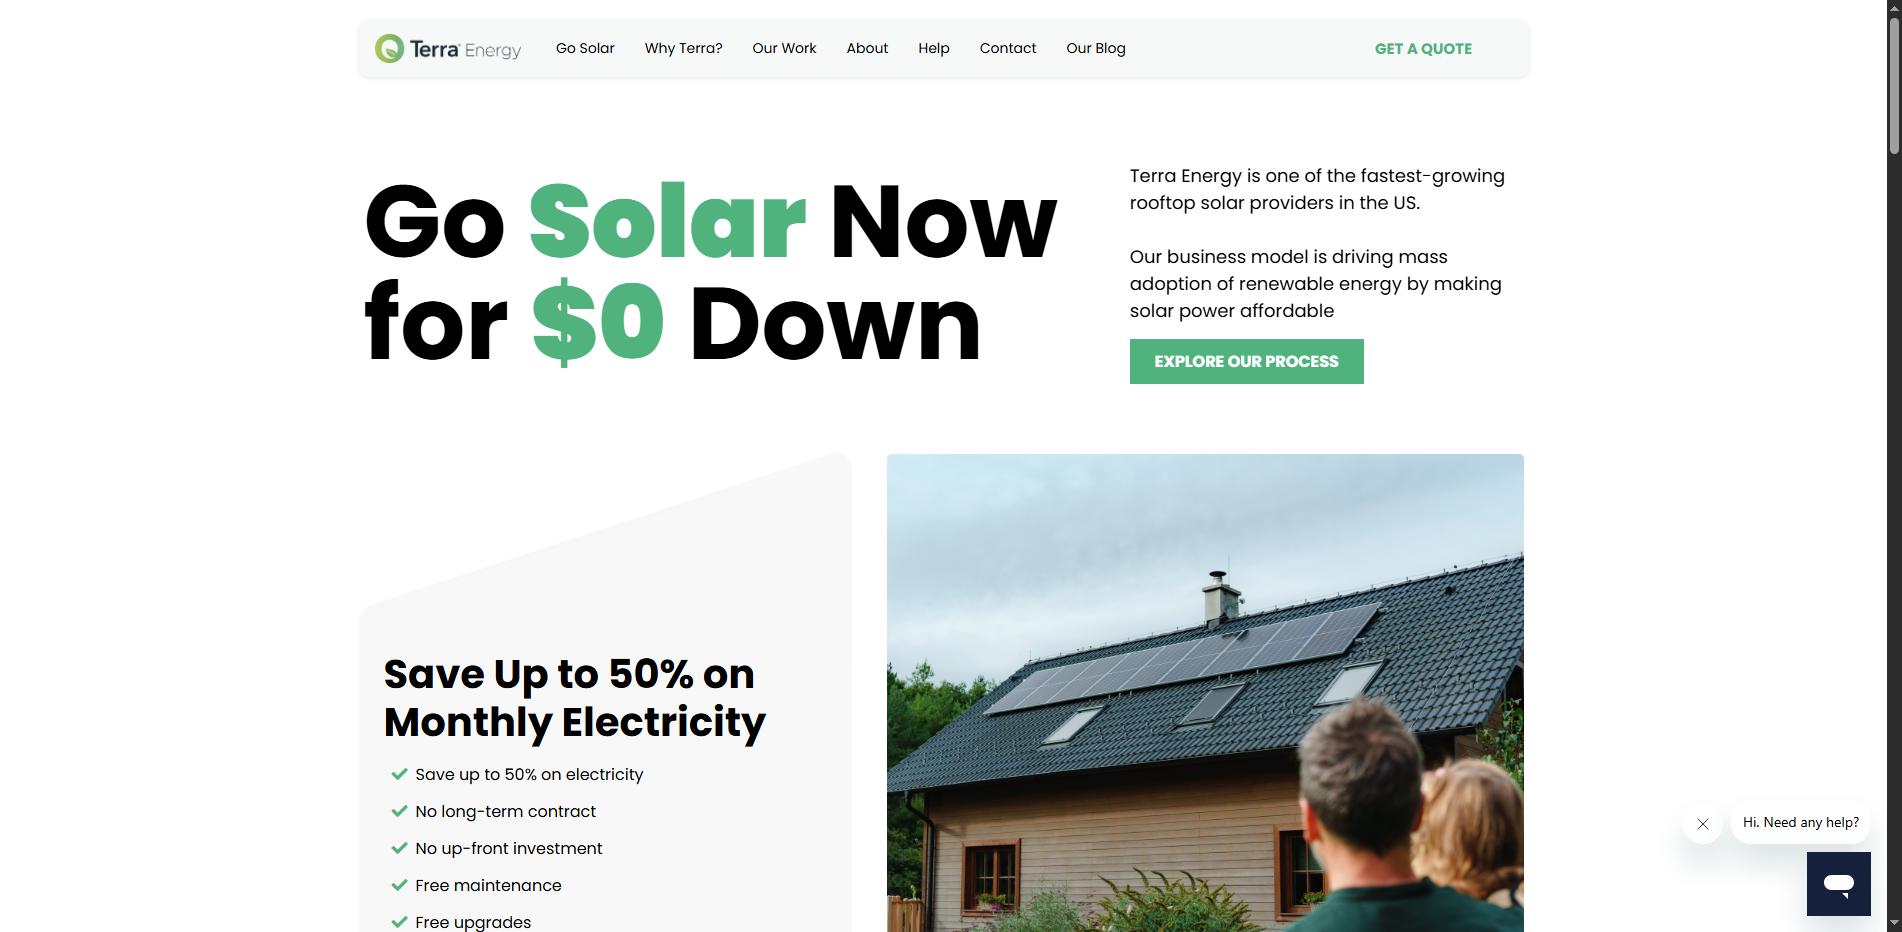 Terra Energy
Go Solar
Why Terra?
Our Work
About
Help
Contact
Our Blog
GET A QUOTE
Go Solar Now
for $0 Down
Terra Energy is one of the fastest-growing
rooftop solar providers in the US.
Our business model is driving mass
adoption of renewable energy by making
solar power affordable
EXPLORE OUR PROCESS
Save Up to 50% on
Monthly Electricity
Save up to 50% on electricity
No long-term contract
No up-front investment
Free maintenance
Free upgrades
Hi. Need any help?